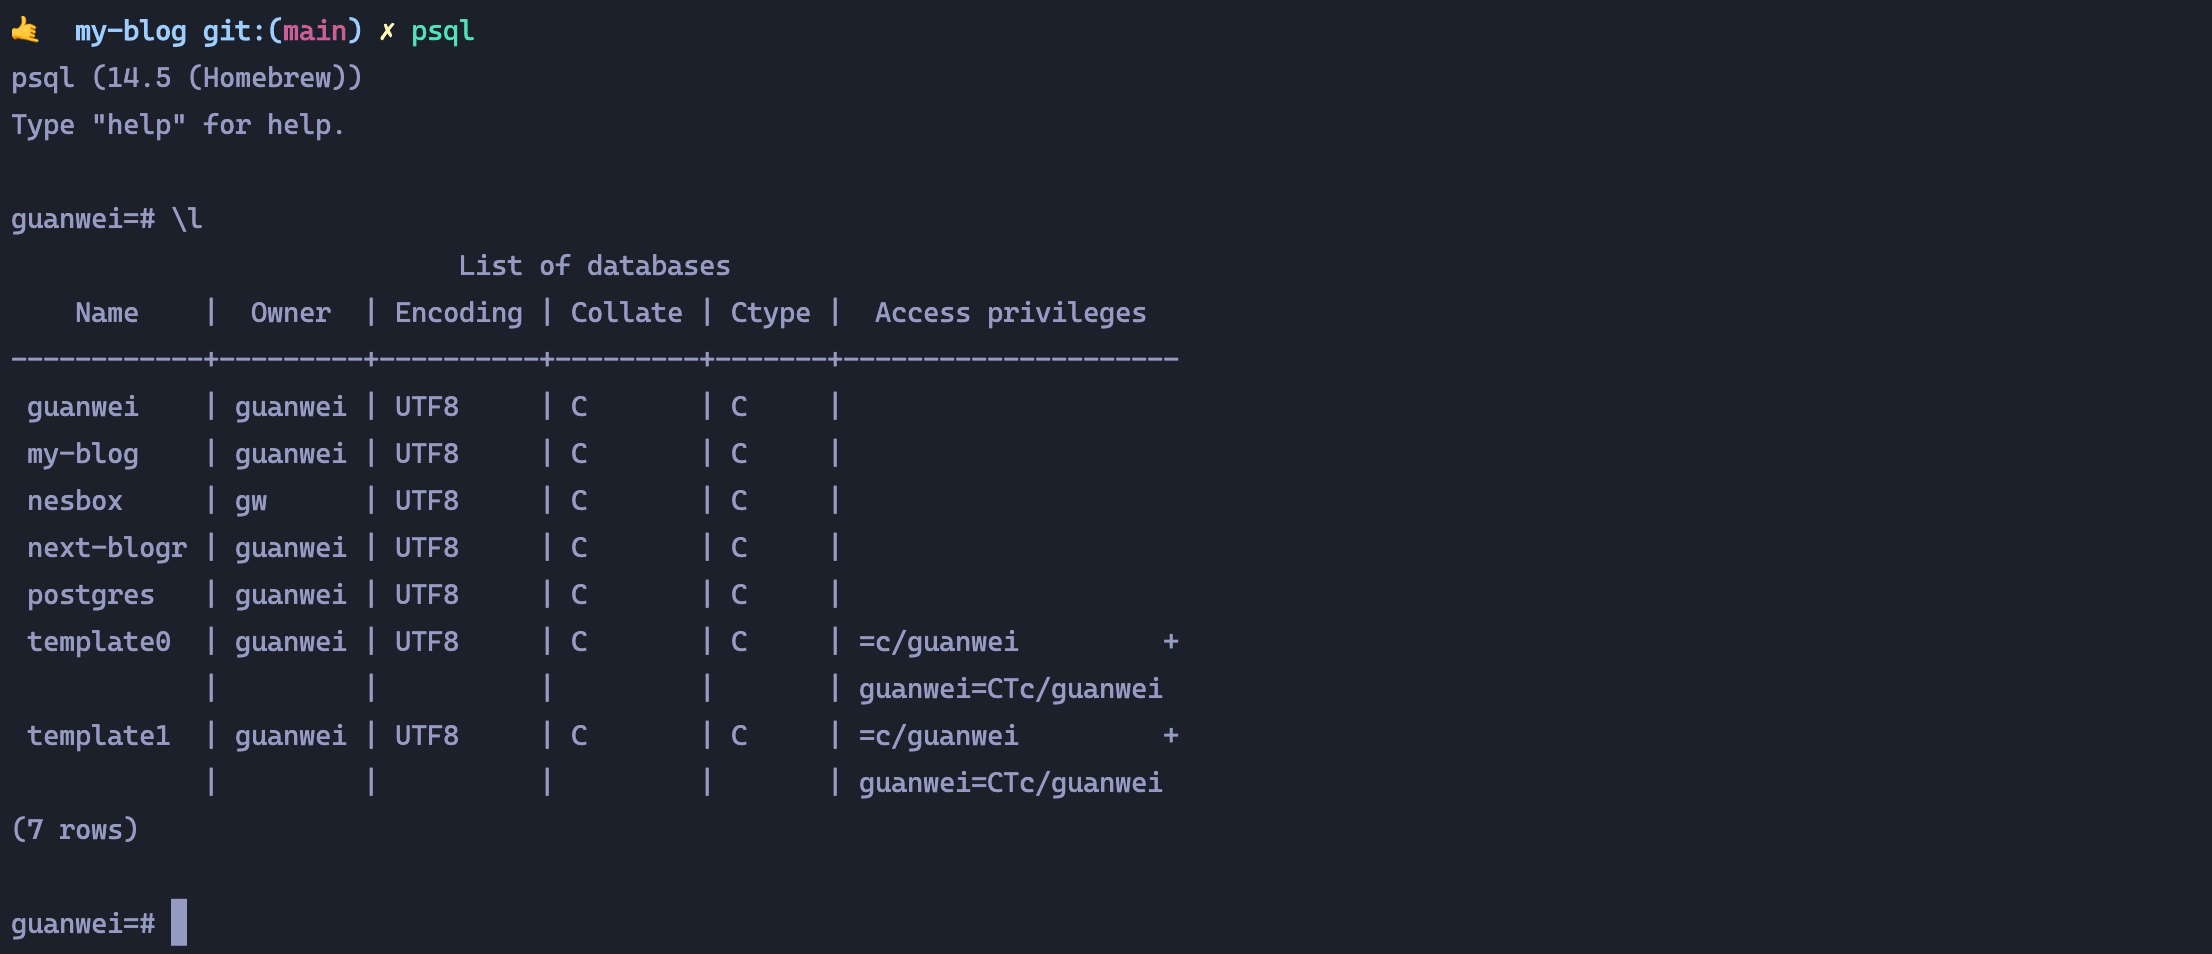 🤙  my-blog git:(main) ✗ psql
psql (14.5 (Homebrew))
Type "help" for help.

guanwei=# \l
                            List of databases
    Name    |  Owner  | Encoding | Collate | Ctype |  Access privileges
------------+---------+----------+---------+-------+---------------------
 guanwei    | guanwei | UTF8     | C       | C     |
 my-blog    | guanwei | UTF8     | C       | C     |
 nesbox     | gw      | UTF8     | C       | C     |
 next-blogr | guanwei | UTF8     | C       | C     |
 postgres   | guanwei | UTF8     | C       | C     |
 template0  | guanwei | UTF8     | C       | C     | =c/guanwei         +
            |         |          |         |       | guanwei=CTc/guanwei
 template1  | guanwei | UTF8     | C       | C     | =c/guanwei         +
            |         |          |         |       | guanwei=CTc/guanwei
(7 rows)

guanwei=#